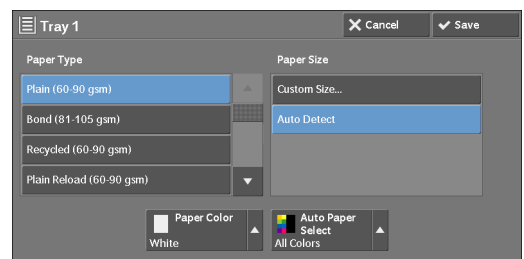 Tray 1
Cancel
Save
Paper Type
Paper Size
Plain (60-90 gsm)
Bond (81-105 gsm)
Recycled (60-90 gsm)
Plain Reload (60-90 gsm)
Custom Size...
Auto Detect
Paper Color
White
Auto Paper
Select
All Colors